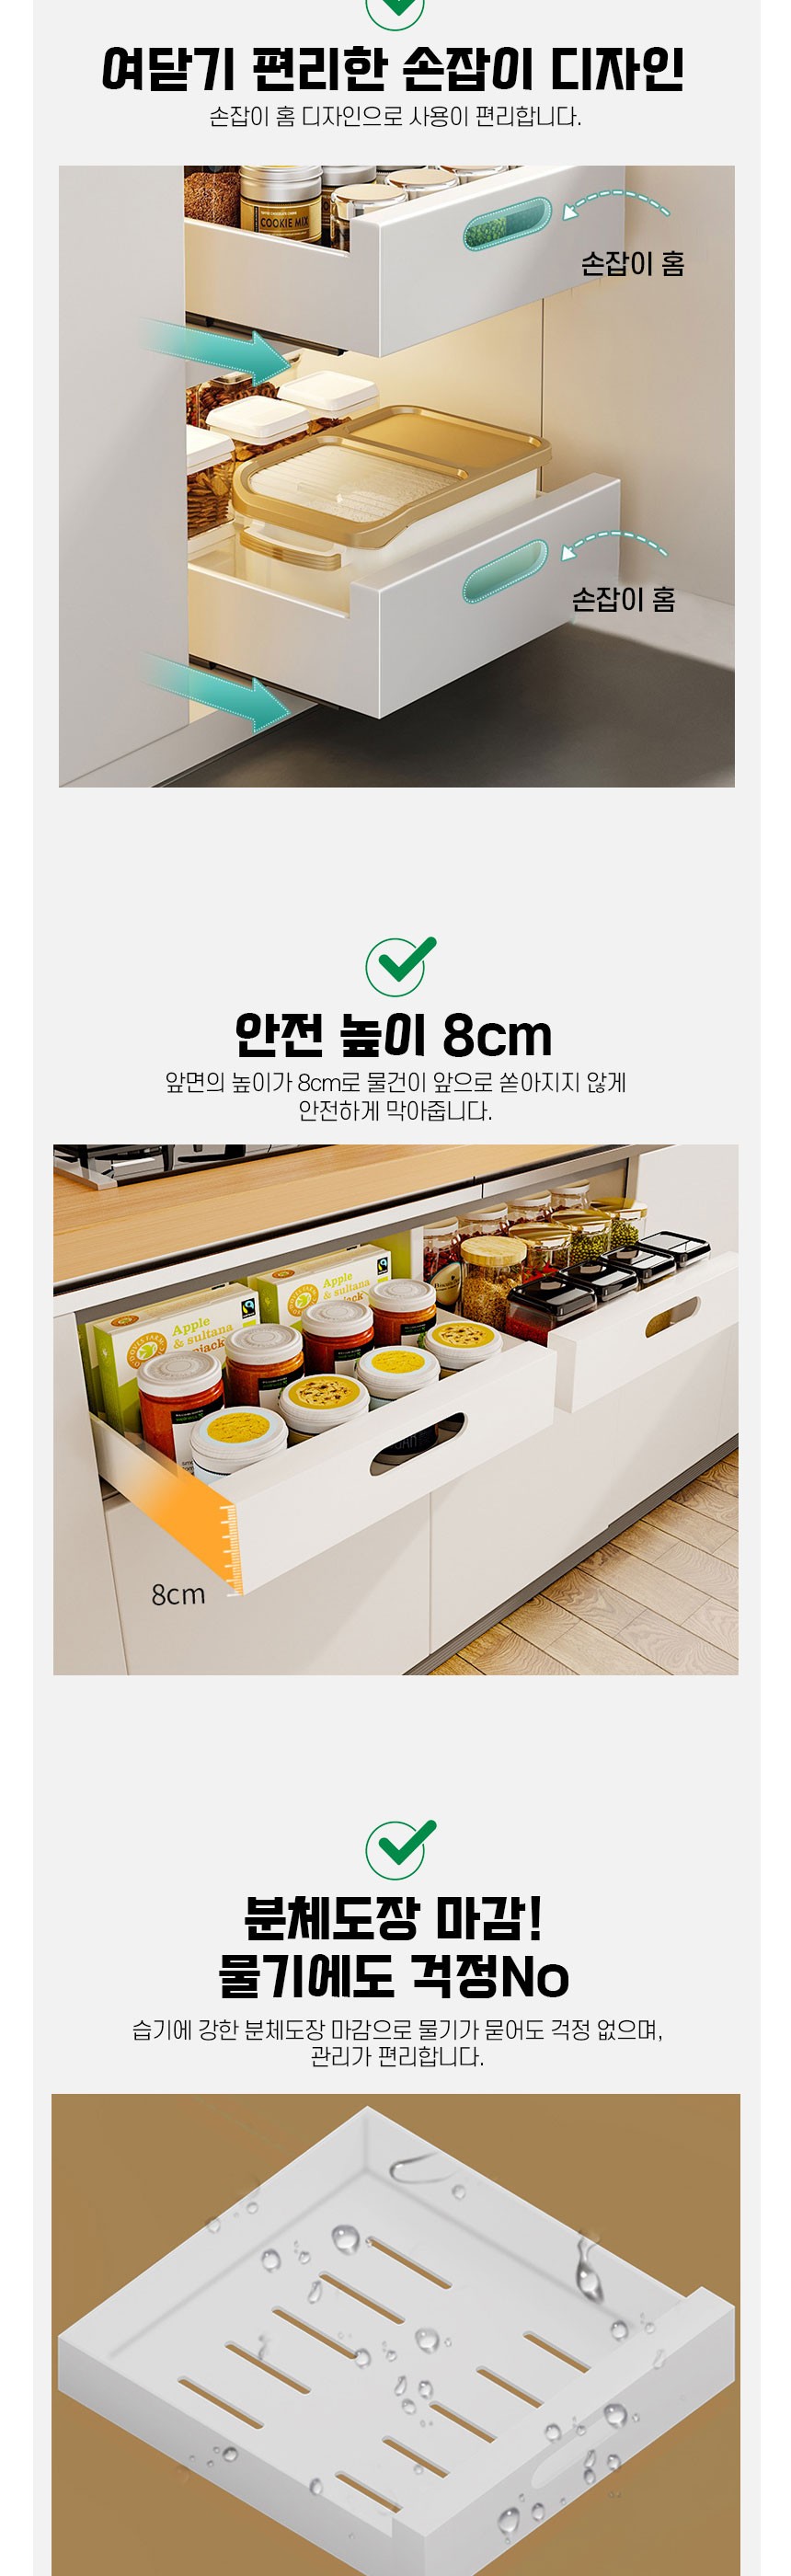 여닫기 편리한 손잡이 디자인
손잡이 홈 디자인으로 사용이 편리합니다.
COOKIE MIX
손잡이 홈
손잡이 홈
안전 높이 8cm
앞면의 높이가 8cm로 물건이 앞으로 쏟아지지 않게
안전하게 막아줍니다.
Apple
& sultana
Apple
& sultana
8cm
분체도장 마감!
물기에도 걱정No
습기에 강한 분체도장 마감으로 물기가 묻어도 걱정 없으며,
관리가 편리합니다.